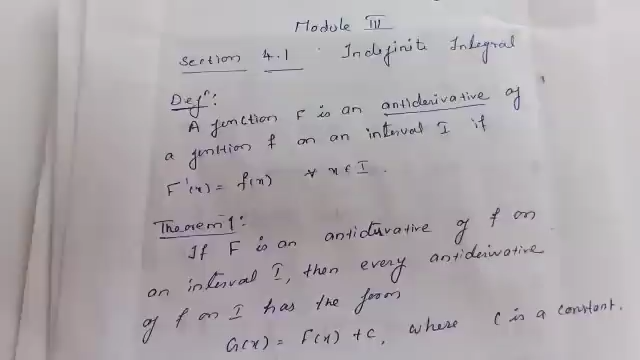 Module III
Section 4.1 Indefinite Integral
Defⁿ:
A function F is an antiderivative of
a function f on an interval I if
F'(x) = f(x) ∀ x ∈ I.
Theorem 1:
If F is an antiderivative of f on
an interval I, then every antiderivative
of f on I has the form
G(x) = F(x) + C, where C is a constant.